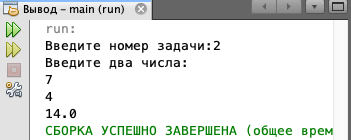 Вывод – main (run)
run:
Введите номер задачи:2
Введите два числа:
7
4
14.0
СБОРКА УСПЕШНО ЗАВЕРШЕНА (общее врем